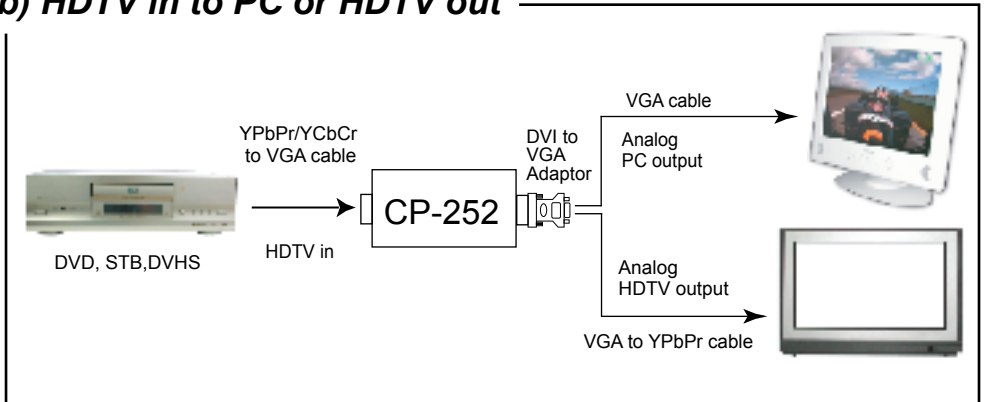 b) HDTV in to PC or HDTV out
YPbPr/YCbCr
to VGA cable
HDTV in
DVD, STB,DVHS
CP-252
DVI to
VGA
Adaptor
VGA cable
Analog
PC output
Analog
HDTV output
VGA to YPbPr cable